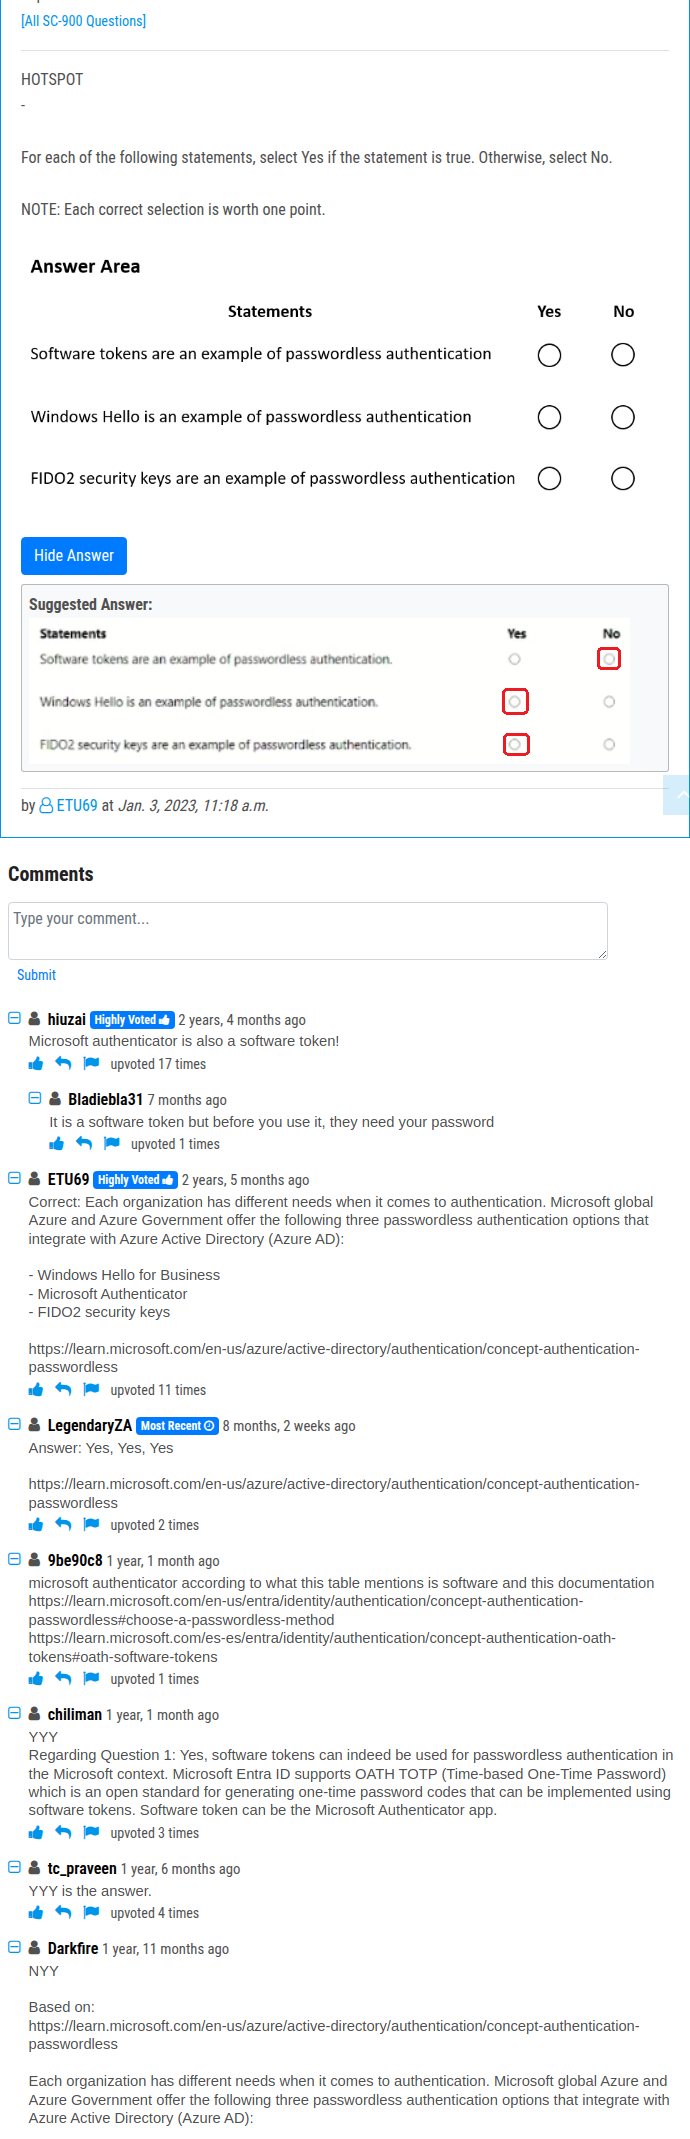 [All SC-900 Questions]
HOTSPOT
-
For each of the following statements, select Yes if the statement is true. Otherwise, select No.
NOTE: Each correct selection is worth one point.
Answer Area
Statements Yes No
Software tokens are an example of passwordless authentication
Windows Hello is an example of passwordless authentication
FIDO2 security keys are an example of passwordless authentication
Hide Answer
Suggested Answer:
Statements Yes No
Software tokens are an example of passwordless authentication.
Windows Hello is an example of passwordless authentication.
FIDO2 security keys are an example of passwordless authentication.
by ETU69 at Jan. 3, 2023, 11:18 a.m.
Comments
Type your comment...
Submit
hiuzai Highly Voted 2 years, 4 months ago
Microsoft authenticator is also a software token!
upvoted 17 times
Bladiebla31 7 months ago
It is a software token but before you use it, they need your password
upvoted 1 times
ETU69 Highly Voted 2 years, 5 months ago
Correct: Each organization has different needs when it comes to authentication. Microsoft global
Azure and Azure Government offer the following three passwordless authentication options that
integrate with Azure Active Directory (Azure AD):
- Windows Hello for Business
- Microsoft Authenticator
- FIDO2 security keys
https://learn.microsoft.com/en-us/azure/active-directory/authentication/concept-authentication-
passwordless
upvoted 11 times
LegendaryZA Most Recent 8 months, 2 weeks ago
Answer: Yes, Yes, Yes
https://learn.microsoft.com/en-us/azure/active-directory/authentication/concept-authentication-
passwordless
upvoted 2 times
9be90c8 1 year, 1 month ago
microsoft authenticator according to what this table mentions is software and this documentation
https://learn.microsoft.com/en-us/entra/identity/authentication/concept-authentication-
passwordless#choose-a-passwordless-method
https://learn.microsoft.com/es-es/entra/identity/authentication/concept-authentication-oath-
tokens#oath-software-tokens
upvoted 1 times
chiliman 1 year, 1 month ago
YYY
Regarding Question 1: Yes, software tokens can indeed be used for passwordless authentication in
the Microsoft context. Microsoft Entra ID supports OATH TOTP (Time-based One-Time Password)
which is an open standard for generating one-time password codes that can be implemented using
software tokens. Software token can be the Microsoft Authenticator app.
upvoted 3 times
tc_praveen 1 year, 6 months ago
YYY is the answer.
upvoted 4 times
Darkfire 1 year, 11 months ago
NYY
Based on:
https://learn.microsoft.com/en-us/azure/active-directory/authentication/concept-authentication-
passwordless
Each organization has different needs when it comes to authentication. Microsoft global Azure and
Azure Government offer the following three passwordless authentication options that integrate with
Azure Active Directory (Azure AD):